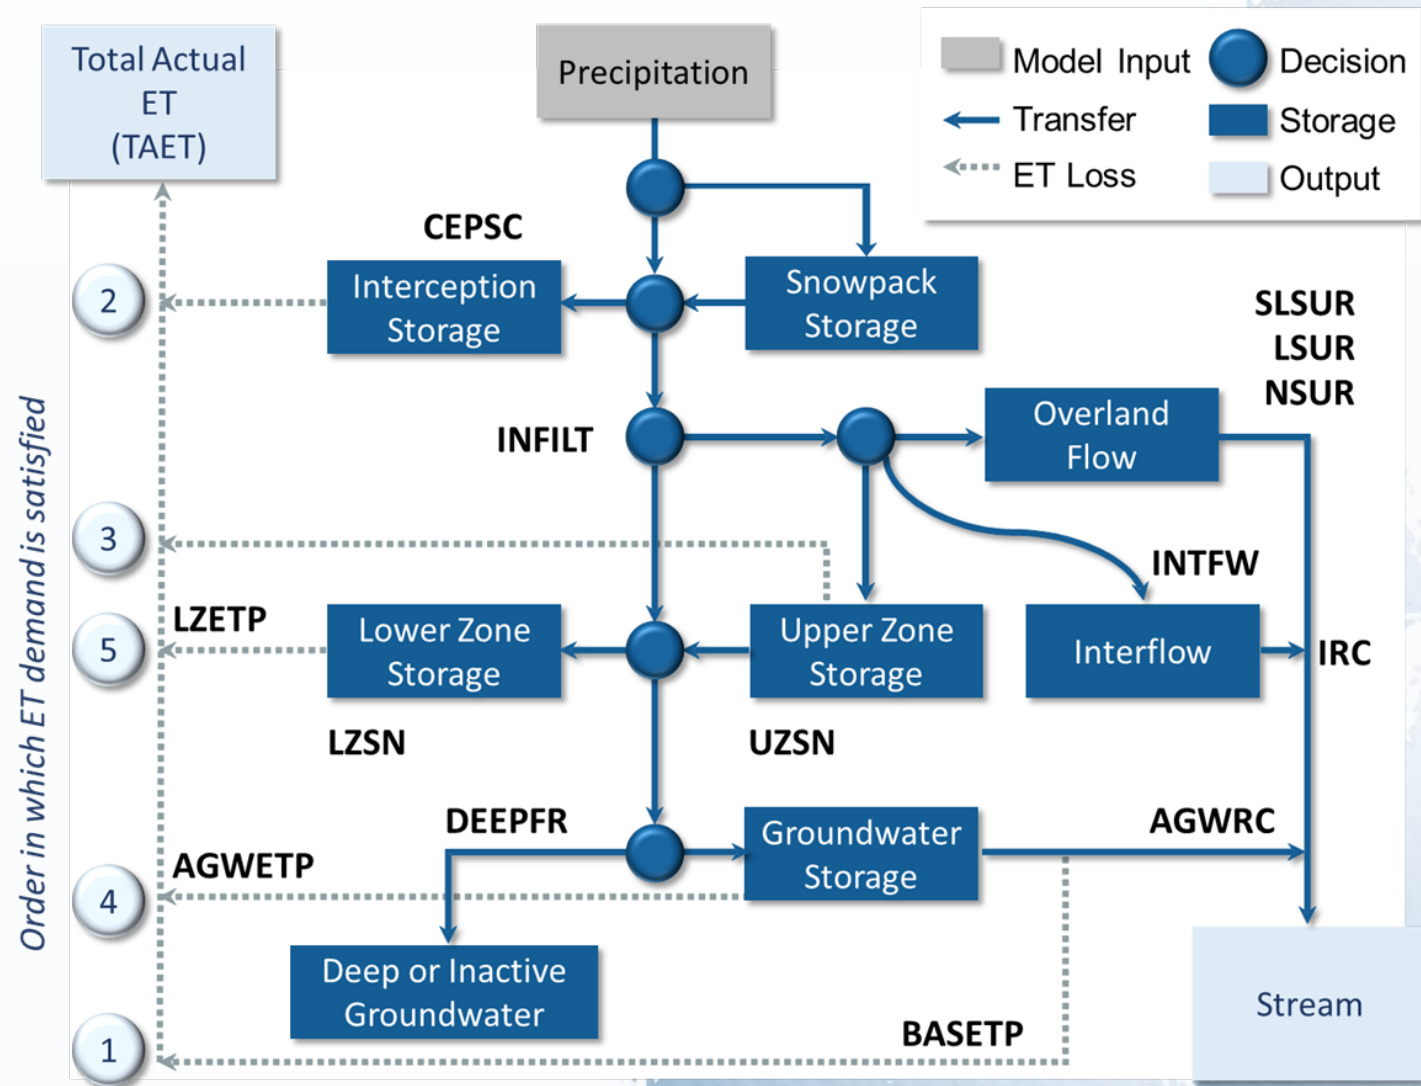 Total Actual
ET
(TAET)
Precipitation
Model Input
Decision
Transfer
Storage
ET Loss
Output
CEPSC
2
Interception
Storage
Snowpack
Storage
SLSUR
LSUR
NSUR
Order in which ET demand is satisfied
INFILT
Overland
Flow
3
INTFW
LZETP
5
Lower Zone
Storage
Upper Zone
Storage
Interflow
IRC
LZSN
UZSN
DEEPFR
Groundwater
Storage
AGWRC
AGWETP
4
Deep or Inactive
Groundwater
Stream
BASETP
1